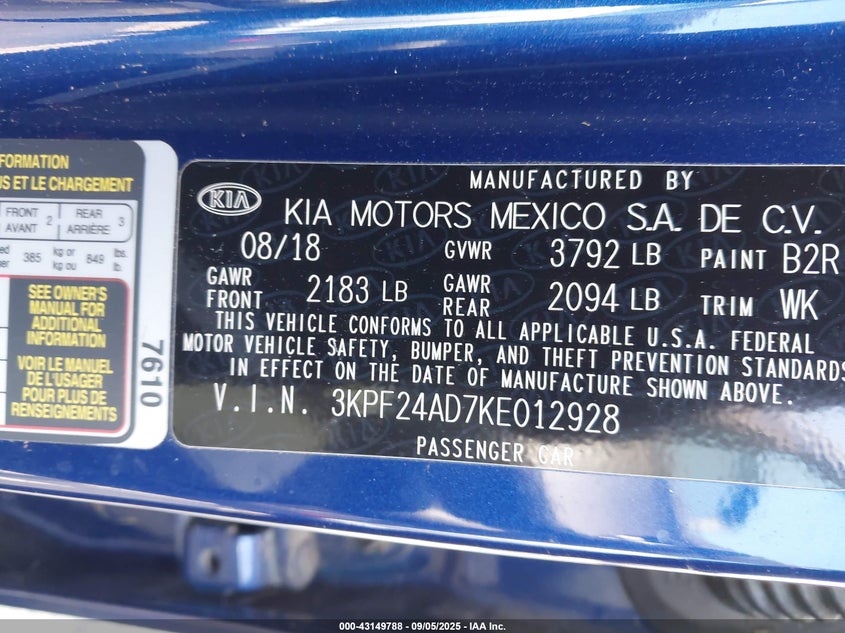 FORMATION
US ET LE CHARGEMENT
FRONT 2 REAR 3
AVANT ARRIÈRE
385 kg or 849 lbs.
kg ou lb.
SEE OWNER'S
MANUAL FOR
ADDITIONAL
INFORMATION
VOIR LE MANUEL
DE L'USAGER
POUR PLUS DE
RENSEIGNEMENTS
7610
KIA
MANUFACTURED BY
KIA MOTORS MEXICO S.A. DE C.V.
08/18 GVWR 3792 LB PAINT B2R
GAWR FRONT 2183 LB GAWR REAR 2094 LB TRIM WK
THIS VEHICLE CONFORMS TO ALL APPLICABLE U.S.A. FEDERAL
MOTOR VEHICLE SAFETY, BUMPER, AND THEFT PREVENTION STANDARDS
IN EFFECT ON THE DATE OF MANUFACTURE SHOWN ABOVE.
V.I.N. 3KPF24AD7KE012928
PASSENGER CAR
000-43149788 - 09/05/2025 - IAA Inc.